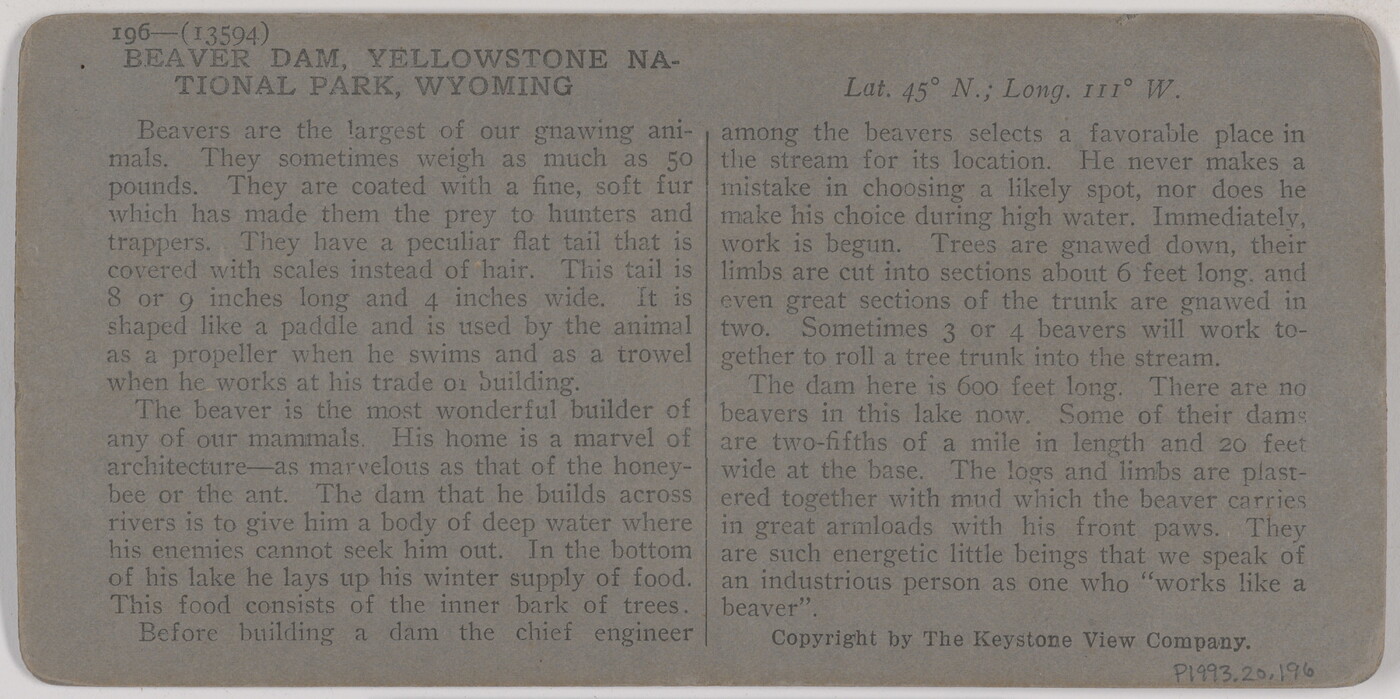 196—(13594)
BEAVER DAM, YELLOWSTONE NA-
TIONAL PARK, WYOMING
Beavers are the largest of our gnawing ani-
mals. They sometimes weigh as much as 50
pounds. They are coated with a fine, soft fur
which has made them the prey to hunters and
trappers. They have a peculiar flat tail that is
covered with scales instead of hair. This tail is
8 or 9 inches long and 4 inches wide. It is
shaped like a paddle and is used by the animal
as a propeller when he swims and as a trowel
when he works at his trade of building.
The beaver is the most wonderful builder of
any of our mammals. His home is a marvel of
architecture—as marvelous as that of the honey-
bee or the ant. The dam that he builds across
rivers is to give him a body of deep water where
his enemies cannot seek him out. In the bottom
of his lake he lays up his winter supply of food.
This food consists of the inner bark of trees.
Before building a dam the chief engineer
Lat. 45° N.; Long. 111° W.
among the beavers selects a favorable place in
the stream for its location. He never makes a
mistake in choosing a likely spot, nor does he
make his choice during high water. Immediately,
work is begun. Trees are gnawed down, their
limbs are cut into sections about 6 feet long. and
even great sections of the trunk are gnawed in
two. Sometimes 3 or 4 beavers will work to-
gether to roll a tree trunk into the stream.
The dam here is 600 feet long. There are no
beavers in this lake now. Some of their dams
are two-fifths of a mile in length and 20 feet
wide at the base. The logs and limbs are plast-
ered together with mud which the beaver carries
in great armloads with his front paws. They
are such energetic little beings that we speak of
an industrious person as one who “works like a
beaver”.
Copyright by The Keystone View Company.
P1993.20.196